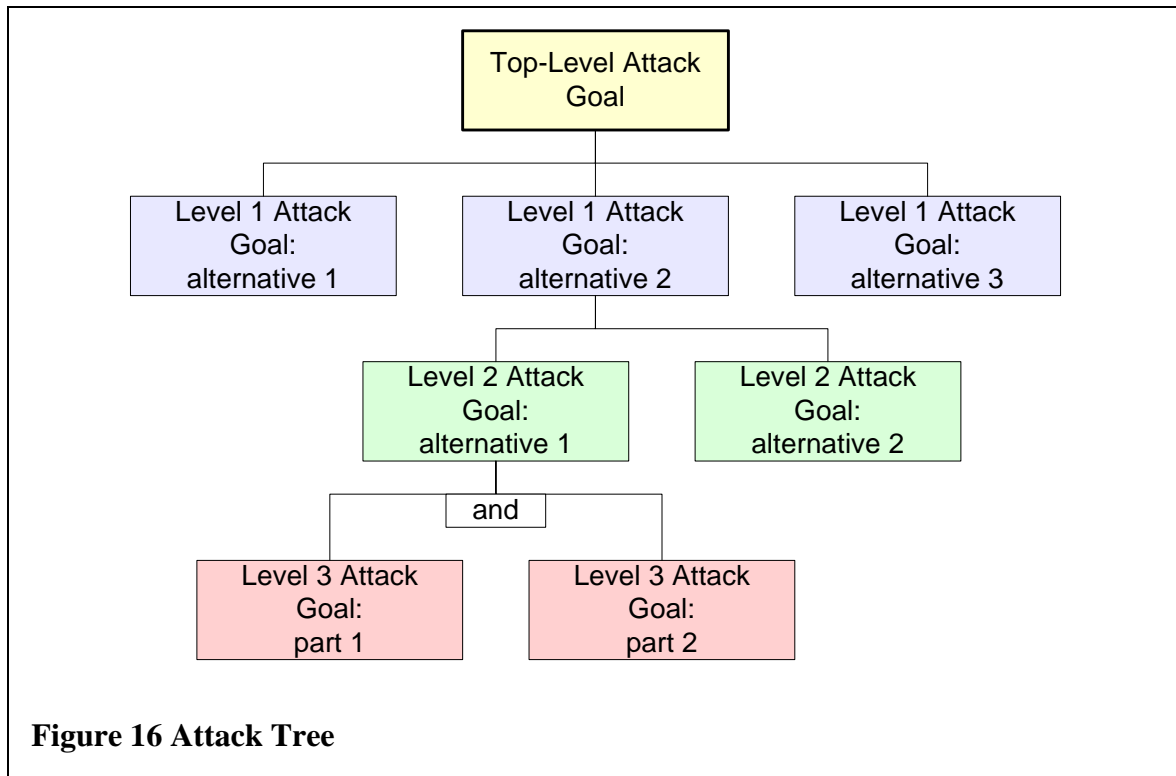 Top-Level Attack
Goal
Level 1 Attack
Goal:
alternative 1
Level 1 Attack
Goal:
alternative 2
Level 1 Attack
Goal:
alternative 3
Level 2 Attack
Goal:
alternative 1
Level 2 Attack
Goal:
alternative 2
and
Level 3 Attack
Goal:
part 1
Level 3 Attack
Goal:
part 2
Figure 16 Attack Tree